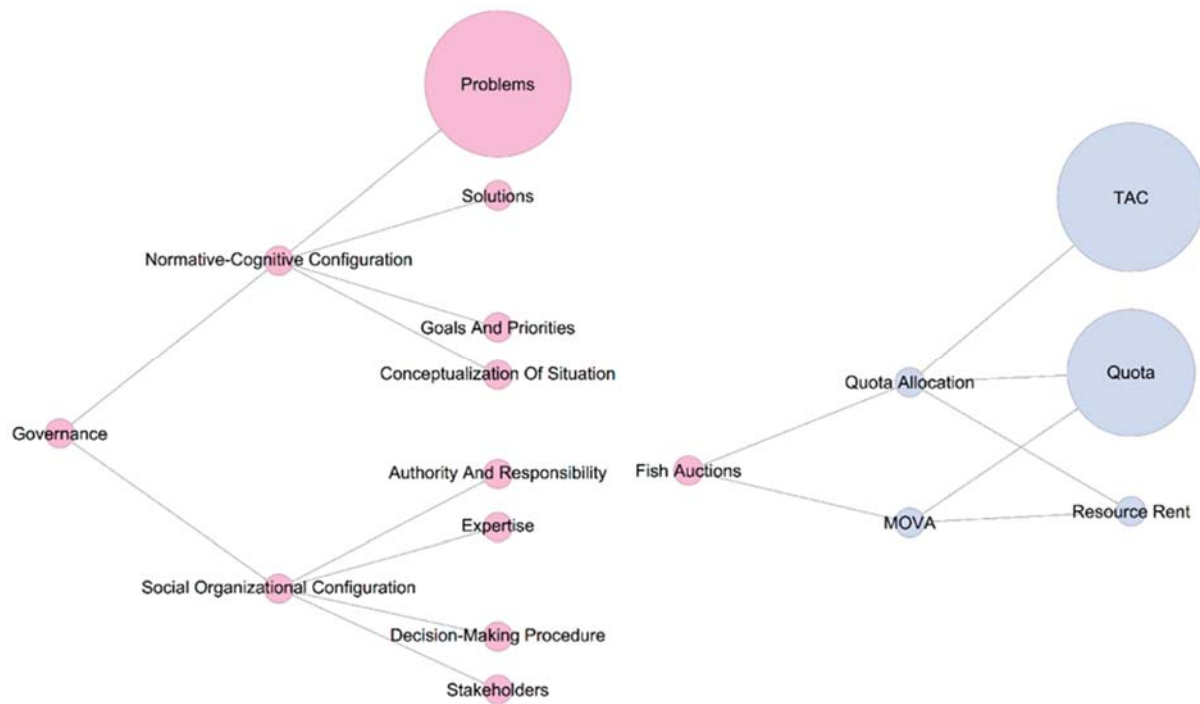 Problems
Solutions
Normative-Cognitive Configuration
Goals And Priorities
Conceptualization Of Situation
Governance
Authority And Responsibility
Expertise
Social Organizational Configuration
Decision-Making Procedure
Stakeholders
TAC
Quota
Quota Allocation
Fish Auctions
Resource Rent
MOVA